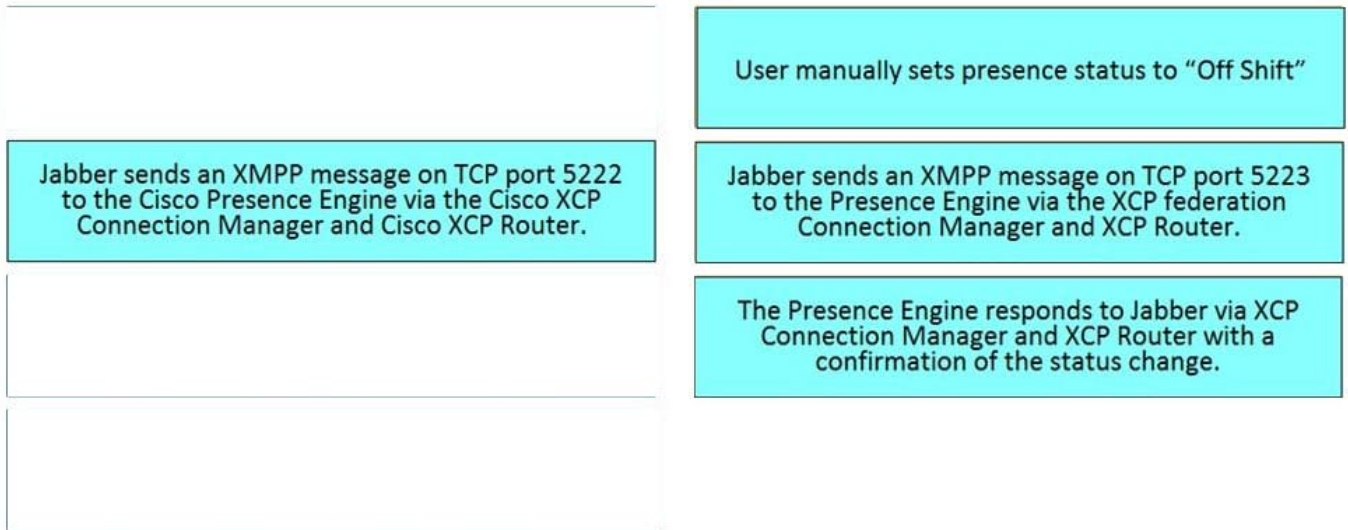 User manually sets presence status to “Off Shift”
Jabber sends an XMPP message on TCP port 5222
to the Cisco Presence Engine via the Cisco XCP
Connection Manager and Cisco XCP Router.
Jabber sends an XMPP message on TCP port 5223
to the Presence Engine via the XCP federation
Connection Manager and XCP Router.
The Presence Engine responds to Jabber via XCP
Connection Manager and XCP Router with a
confirmation of the status change.